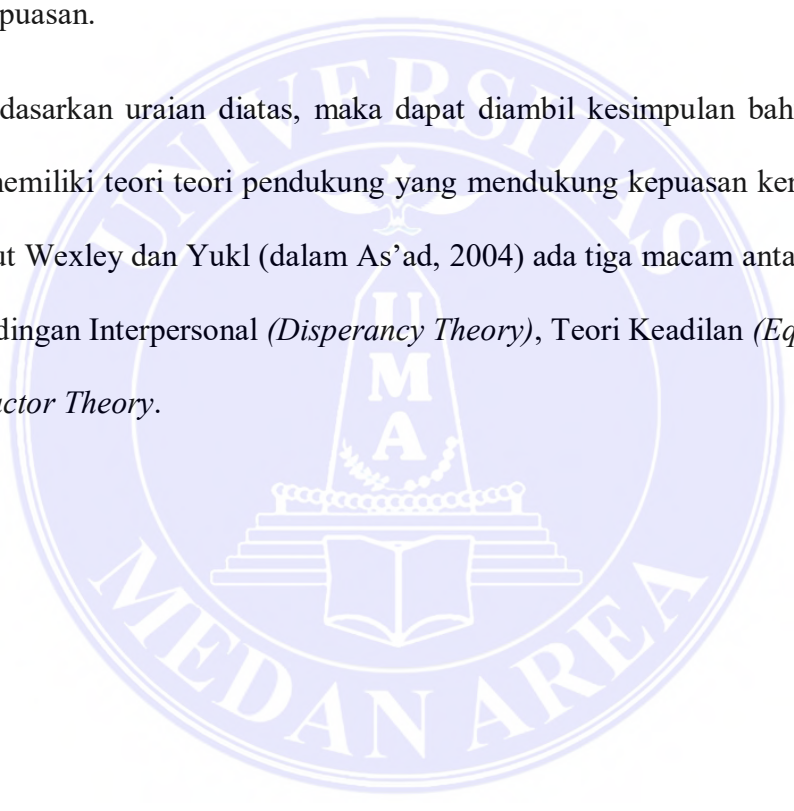 puasan.
dasarkan uraian diatas, maka dapat diambil kesimpulan bah
memiliki teori teori pendukung yang mendukung kepuasan ker
ut Wexley dan Yukl (dalam As’ad, 2004) ada tiga macam anta
dingan Interpersonal (Disperancy Theory), Teori Keadilan (Eq
actor Theory.
UNIVERSITAS
U
M
A
MEDAN AREA